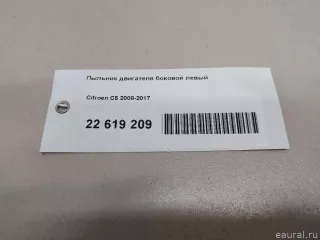 Пыльник двигателя боковой левый
Citroen C5 2008-2017
22 619 209
eaural.ru